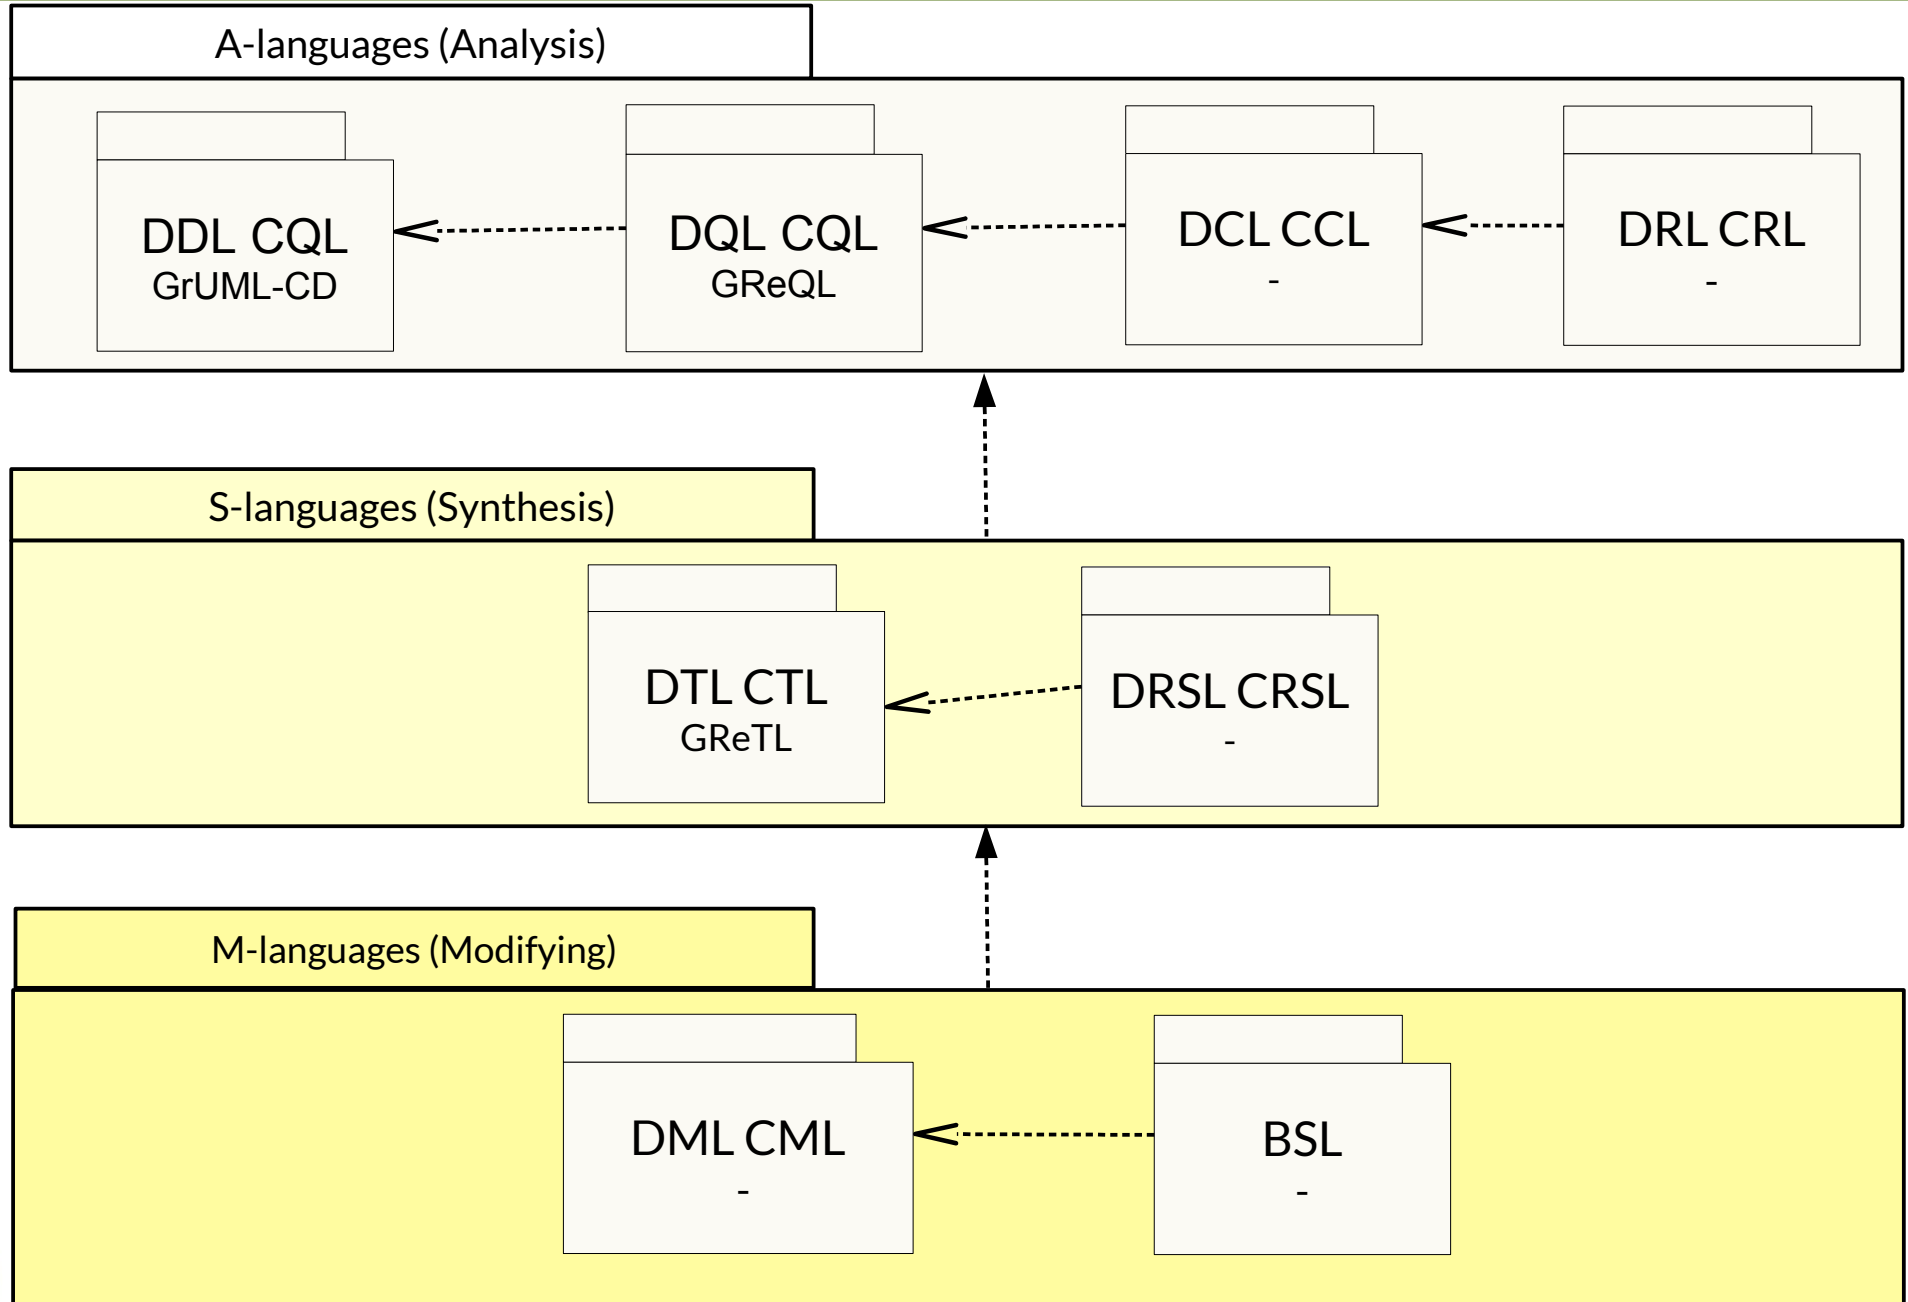 A-languages (Analysis)
DDL CQL
GrUML-CD
DQL CQL
GReQL
DCL CCL
-
DRL CRL
-
S-languages (Synthesis)
DTL CTL
GReTL
DRSL CRSL
-
M-languages (Modifying)
DML CML
-
BSL
-